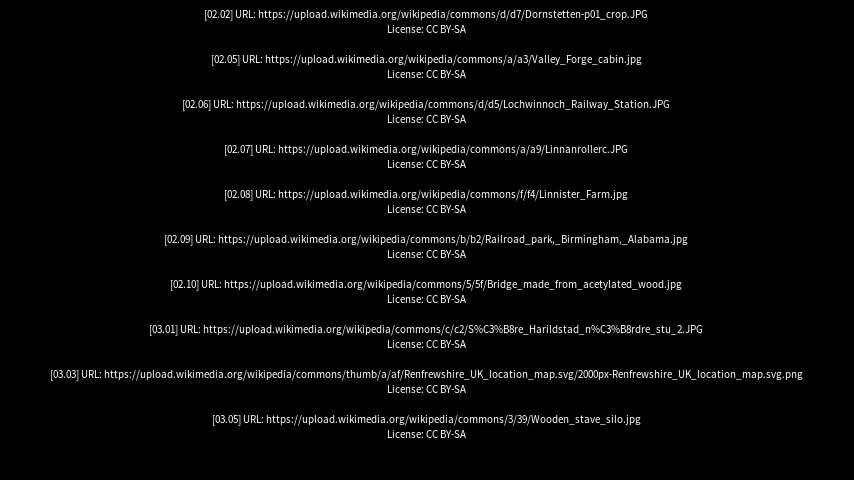 [02.02] URL: https://upload.wikimedia.org/wikipedia/commons/d/d7/Dornstetten-p01_crop.JPG
License: CC BY-SA
[02.05] URL: https://upload.wikimedia.org/wikipedia/commons/a/a3/Valley_Forge_cabin.jpg
License: CC BY-SA
[02.06] URL: https://upload.wikimedia.org/wikipedia/commons/d/d5/Lochwinnoch_Railway_Station.JPG
License: CC BY-SA
[02.07] URL: https://upload.wikimedia.org/wikipedia/commons/a/a9/Linnanrollerc.JPG
License: CC BY-SA
[02.08] URL: https://upload.wikimedia.org/wikipedia/commons/f/f4/Linnister_Farm.jpg
License: CC BY-SA
[02.09] URL: https://upload.wikimedia.org/wikipedia/commons/b/b2/Railroad_park,_Birmingham,_Alabama.jpg
License: CC BY-SA
[02.10] URL: https://upload.wikimedia.org/wikipedia/commons/5/5f/Bridge_made_from_acetylated_wood.jpg
License: CC BY-SA
[03.01] URL: https://upload.wikimedia.org/wikipedia/commons/c/c2/S%C3%B8re_Harildstad_n%C3%B8rdre_stu_2.JPG
License: CC BY-SA
[03.03] URL: https://upload.wikimedia.org/wikipedia/commons/thumb/a/af/Renfrewshire_UK_location_map.svg/2000px-Renfrewshire_UK_location_map.svg.png
License: CC BY-SA
[03.05] URL: https://upload.wikimedia.org/wikipedia/commons/3/39/Wooden_stave_silo.jpg
License: CC BY-SA